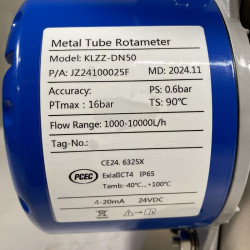 Metal Tube Rotameter
Model: KLZZ-DN50
P/A: JZ24100025F MD: 2024.11
Accuracy: PS: 0.6bar
PTmax : 16bar TS: 90℃
Flow Range: 1000-10000L/h
Tag-No.:
CE24. 6325X
PCEC ExiaIICT4 IP65
Tamb: -40℃...+100℃
4-20mA 24VDC